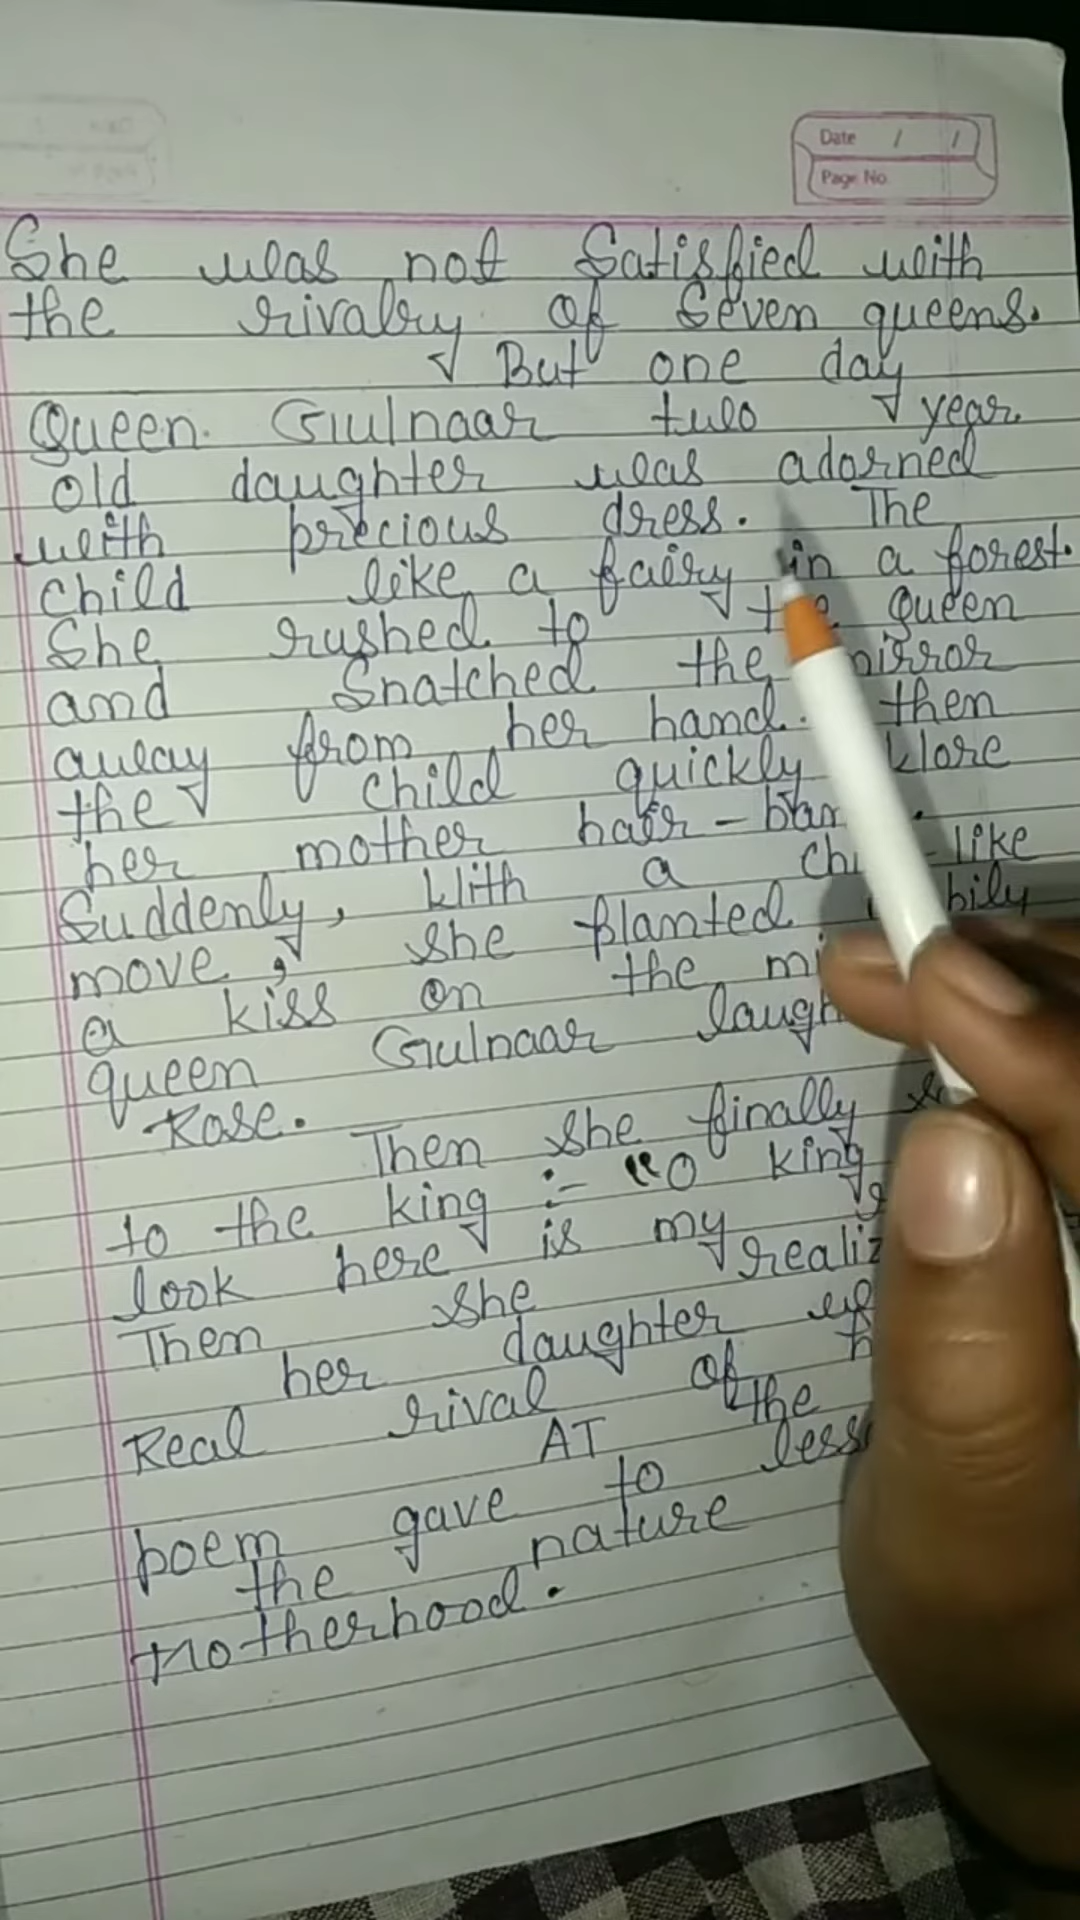 Date / /
Page No.
She was not Satisfied with
the rivalry of Seven queens.
But one day
Queen Gulnaar two year
old daughter was adorned
with precious dress. The
child like a fairy in a forest.
She rushed to the queen
and Snatched the mirror
away from her hand. then
the child quickly Wore
her mother hair-
Suddenly, With a like
move, she planted
a kiss on the
queen Gulnaar
Rose.
Then she finally
to the king :- "O king
look here is my
Then she
her daughter
Real rival of
AT the
poem gave to
the nature
Motherhood.